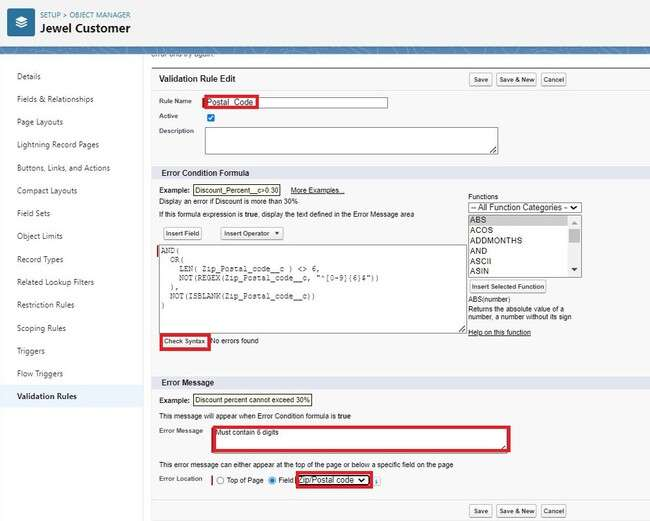 SETUP > OBJECT MANAGER
Jewel Customer
error and try again.
Details
Fields & Relationships
Page Layouts
Lightning Record Pages
Buttons, Links, and Actions
Compact Layouts
Field Sets
Object Limits
Record Types
Related Lookup Filters
Restriction Rules
Scoping Rules
Triggers
Flow Triggers
Validation Rules
Validation Rule Edit
Save
Save & New
Cancel
Rule Name
Postal_Code
Active
Description
Error Condition Formula
Example: Discount_Percent__c>0.30 More Examples...
Display an error if Discount is more than 30%
If this formula expression is true, display the text defined in the Error Message area
Insert Field
Insert Operator
Functions
-- All Function Categories --
ABS
ACOS
ADDMONTHS
AND
ASCII
ASIN
Insert Selected Function
ABS(number)
Returns the absolute value of a
number, a number without its sign
Help on this function
AND(
OR(
LEN( Zip_Postal_code__c ) <> 6,
NOT(REGEX(Zip_Postal_code__c, "^[0-9]{6}$"))
),
NOT(ISBLANK(Zip_Postal_code__c))
)
Check Syntax No errors found
Error Message
Example: Discount percent cannot exceed 30%
This message will appear when Error Condition formula is true
Error Message
Must contain 6 digits
This error message can either appear at the top of the page or below a specific field on the page
Error Location
Top of Page
Field
Zip/Postal code
i
Save
Save & New
Cancel